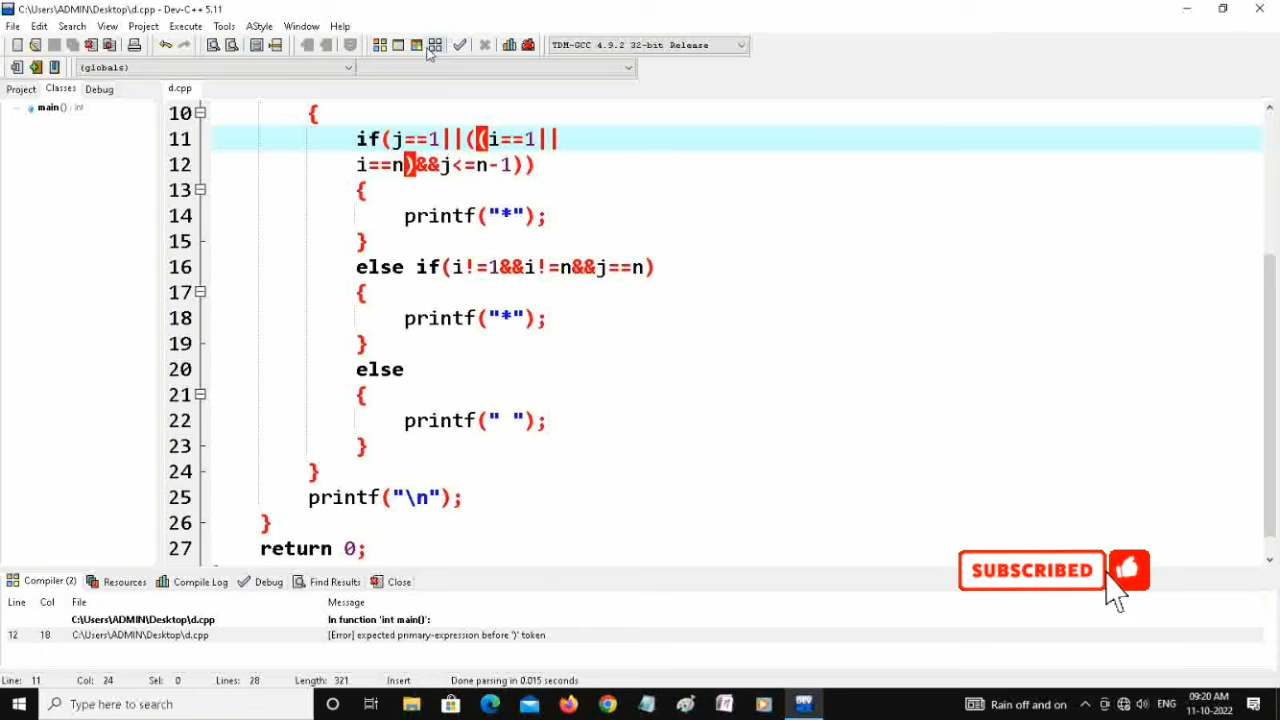 C:\Users\ADMIN\Desktop\d.cpp - Dev-C++ 5.11
File Edit Search View Project Execute Tools AStyle Window Help
TDM-GCC 4.9.2 32-bit Release
(globals)
Project Classes Debug
d.cpp
main() : int
10 {
11 if(j==1||((i==1||
12 i==n)&&j<=n-1))
13 {
14 printf("*");
15 }
16 else if(i!=1&&i!=n&&j==n)
17 {
18 printf("*");
19 }
20 else
21 {
22 printf(" ");
23 }
24 }
25 printf("\n");
26 }
27 return 0;
SUBSCRIBED
Compiler (2) Resources Compile Log Debug Find Results Close
Line Col File Message
C:\Users\ADMIN\Desktop\d.cpp In function 'int main()':
12 18 C:\Users\ADMIN\Desktop\d.cpp [Error] expected primary-expression before ')' token
Line: 11 Col: 24 Sel: 0 Lines: 28 Length: 321 Insert Done parsing in 0.015 seconds
Type here to search
DEV
Rain off and on
ENG
09:20 AM
11-10-2022